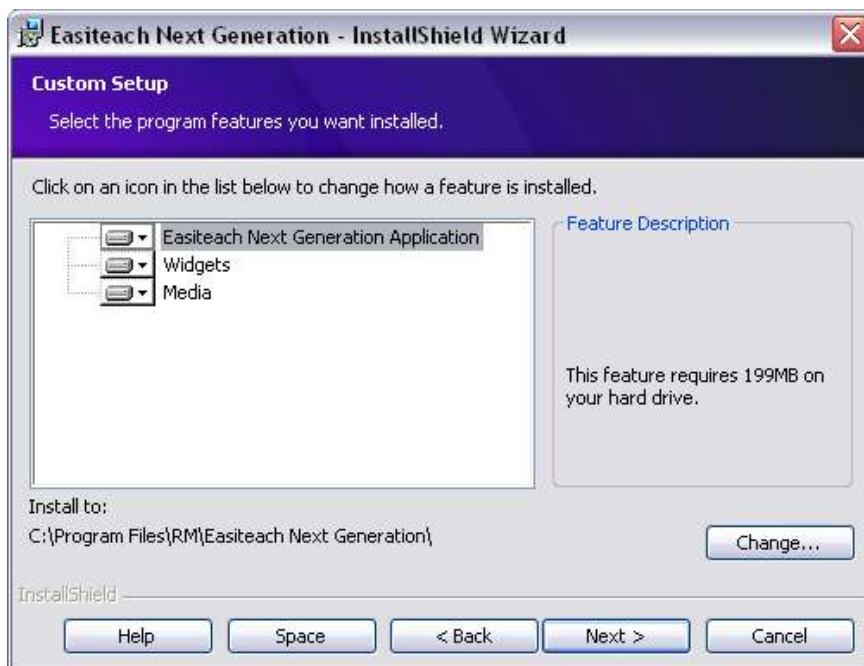 Easiteach Next Generation - InstallShield Wizard
Custom Setup
Select the program features you want installed.
Click on an icon in the list below to change how a feature is installed.
Easiteach Next Generation Application
Widgets
Media
Feature Description
This feature requires 199MB on
your hard drive.
Install to:
C:\Program Files\RM\Easiteach Next Generation\
Change...
InstallShield
Help
Space
< Back
Next >
Cancel